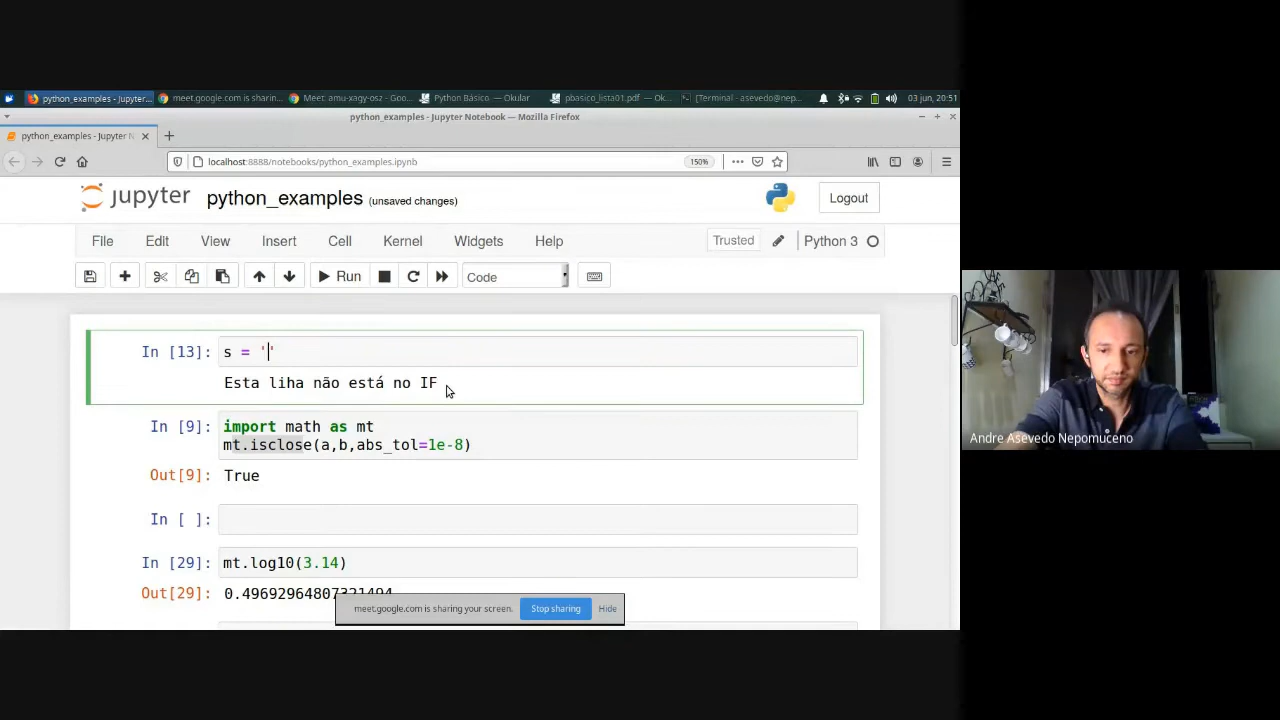 python_examples - Jupyter...
meet.google.com is sharin...
Meet: amu-xagy-osz - Goo...
Python Básico. — Okular
pbasico_lista01.pdf — Ok...
[Terminal - asevedo@nep...
03 jun, 20:51
python_examples - Jupyter Notebook — Mozilla Firefox
python_examples - Jupyter N
localhost:8888/notebooks/python_examples.ipynb
150%
jupyter
python_examples (unsaved changes)
Logout
File Edit View Insert Cell Kernel Widgets Help
Trusted
Python 3
Run
Code
In [13]: s = ''
Esta liha não está no IF
In [9]: import math as mt
mt.isclose(a,b,abs_tol=1e-8)
Out[9]: True
In [ ]:
In [29]: mt.log10(3.14)
Out[29]: 0.49692964807321494
meet.google.com is sharing your screen.
Stop sharing
Hide
Andre Asevedo Nepomuceno